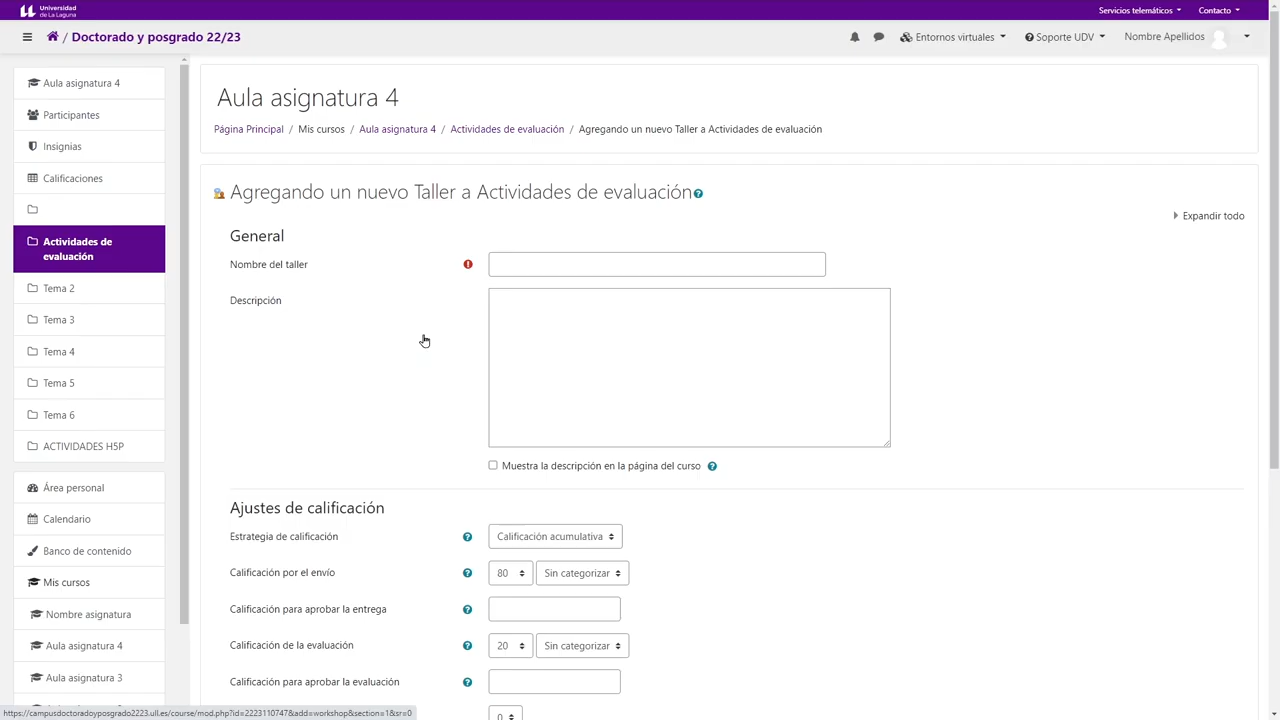 Universidad
de La Laguna
Servicios telemáticos
Contacto
/ Doctorado y posgrado 22/23
Entornos virtuales
Soporte UDV
Nombre Apellidos
Aula asignatura 4
Participantes
Insignias
Calificaciones
Actividades de
evaluación
Tema 2
Tema 3
Tema 4
Tema 5
Tema 6
ACTIVIDADES H5P
Área personal
Calendario
Banco de contenido
Mis cursos
Nombre asignatura
Aula asignatura 4
Aula asignatura 3
Aula asignatura 4
Página Principal / Mis cursos / Aula asignatura 4 / Actividades de evaluación / Agregando un nuevo Taller a Actividades de evaluación
Agregando un nuevo Taller a Actividades de evaluación
Expandir todo
General
Nombre del taller
Descripción
Muestra la descripción en la página del curso
Ajustes de calificación
Estrategia de calificación
Calificación acumulativa
Calificación por el envío
80 Sin categorizar
Calificación para aprobar la entrega
Calificación de la evaluación
20 Sin categorizar
Calificación para aprobar la evaluación
0
https://campusdoctoradoyposgrado2223.ull.es/course/mod.php?id=2223110747&add=workshop&section=1&sr=0